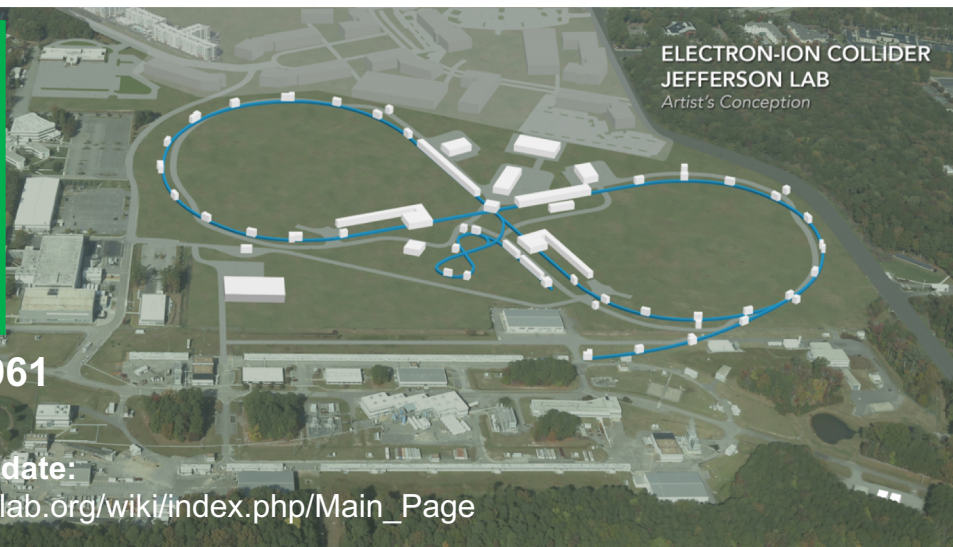 ELECTRON-ION COLLIDER
JEFFERSON LAB
Artist's Conception
061
date:
lab.org/wiki/index.php/Main_Page